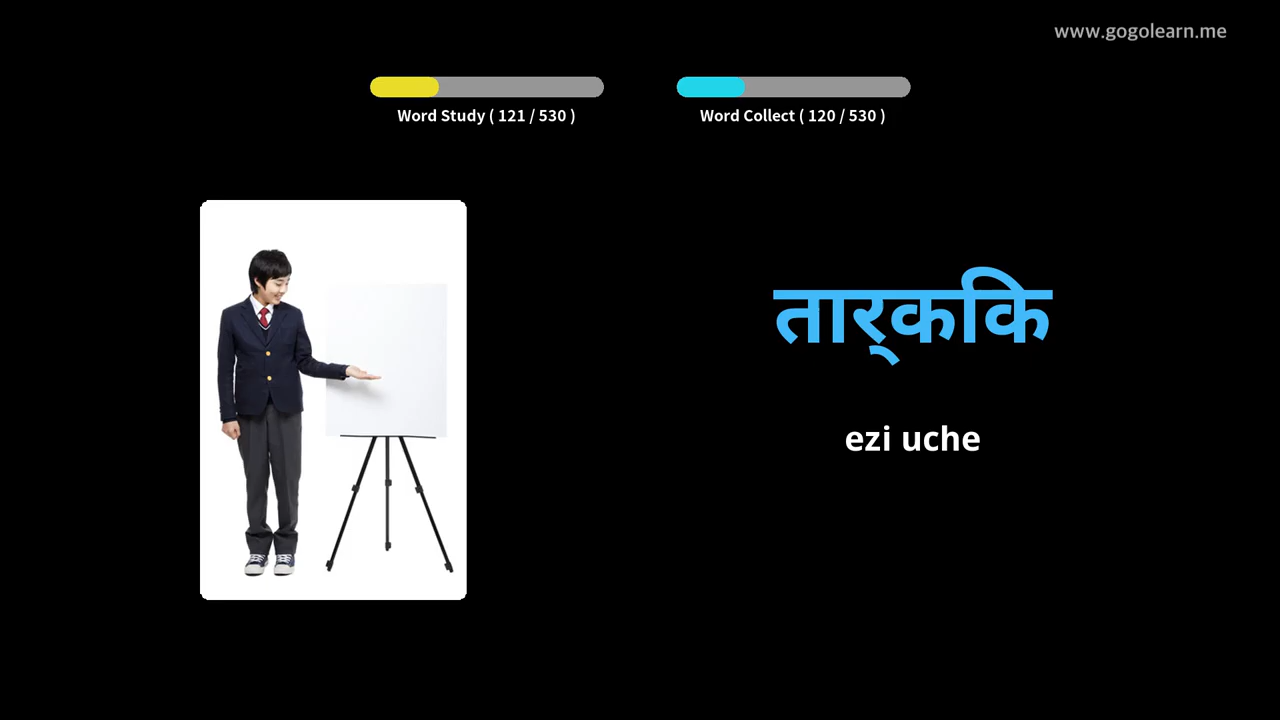 www.gogolearn.me
Word Study ( 121 / 530 )
Word Collect ( 120 / 530 )
तार्ककि
ezi uche